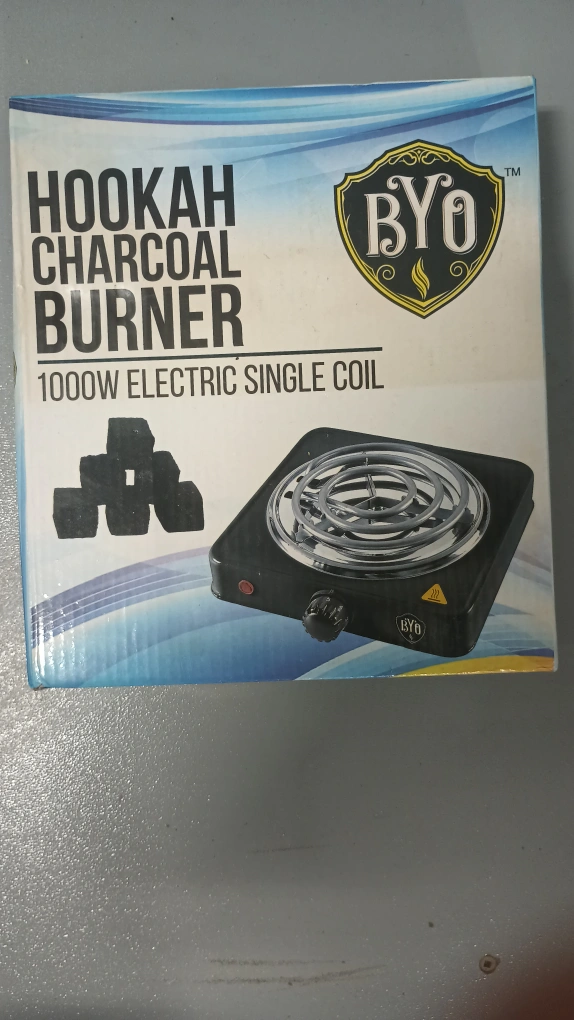 HOOKAH
CHARCOAL
BURNER
1000W ELECTRIC SINGLE COIL
BYO
TM
BYO